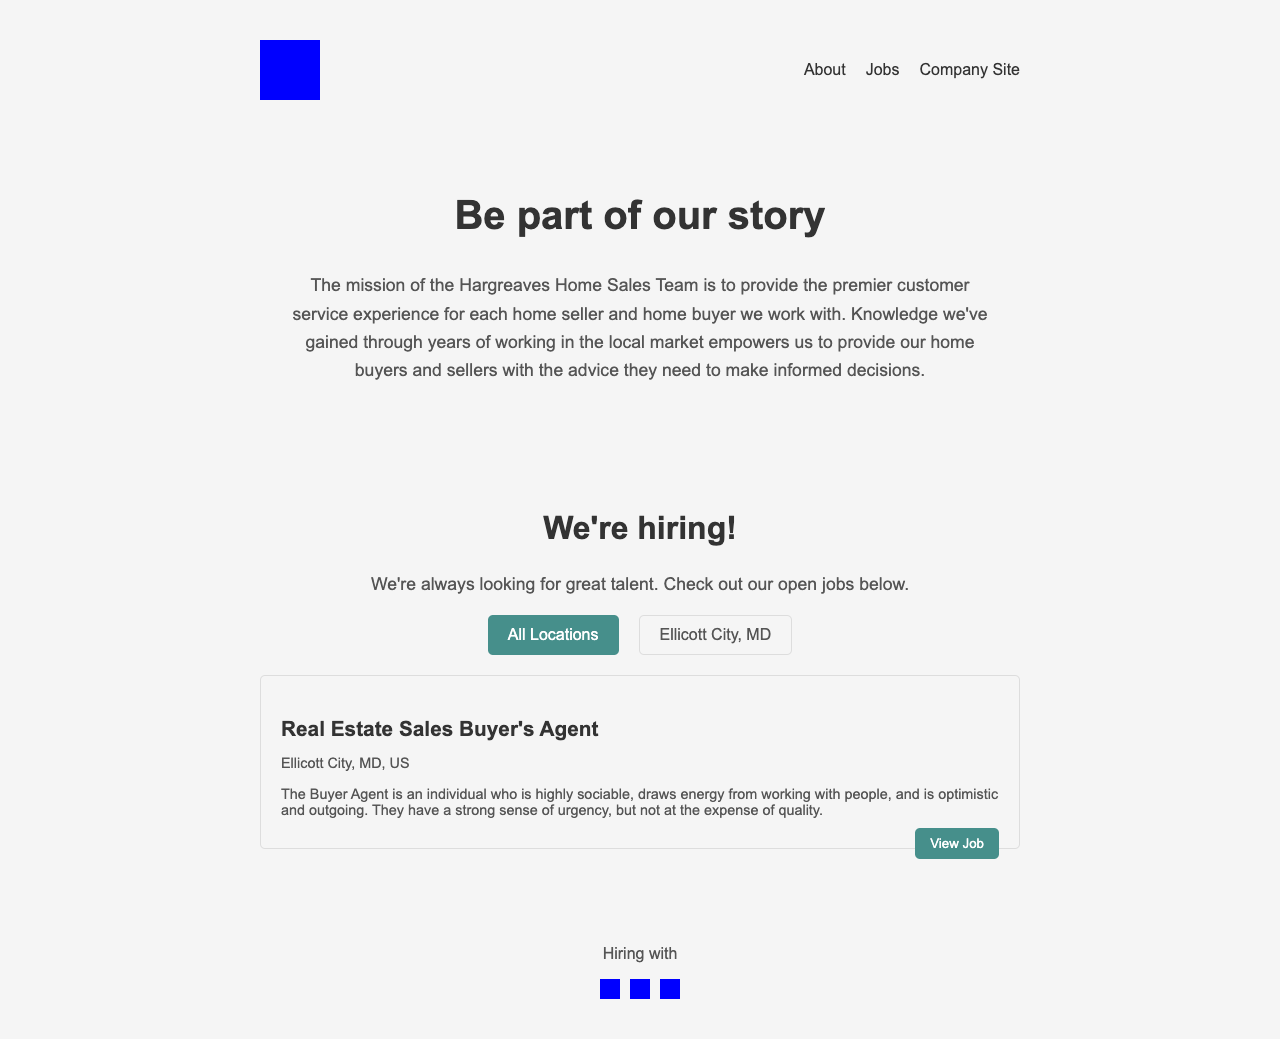 About
Jobs
Company Site
Be part of our story
The mission of the Hargreaves Home Sales Team is to provide the premier customer
service experience for each home seller and home buyer we work with. Knowledge we've
gained through years of working in the local market empowers us to provide our home
buyers and sellers with the advice they need to make informed decisions.
We're hiring!
We're always looking for great talent. Check out our open jobs below.
All Locations
Ellicott City, MD
Real Estate Sales Buyer's Agent
Ellicott City, MD, US
The Buyer Agent is an individual who is highly sociable, draws energy from working with people, and is optimistic
and outgoing. They have a strong sense of urgency, but not at the expense of quality.
View Job
Hiring with